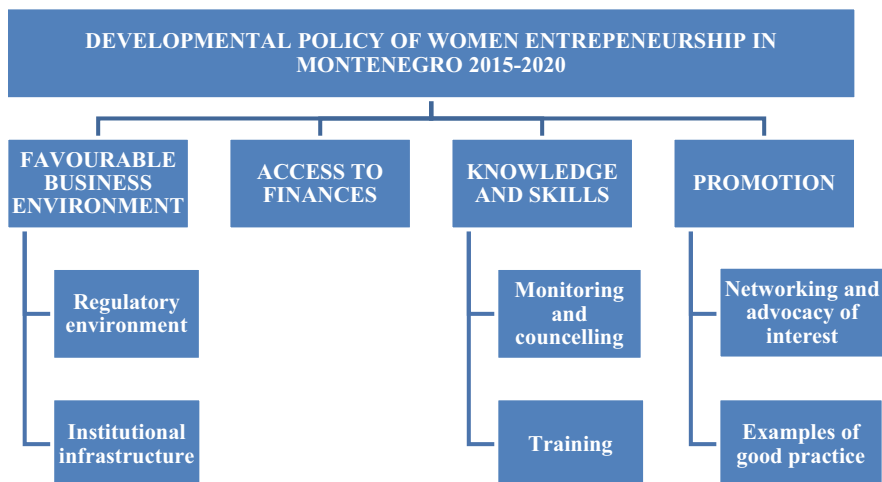 DEVELOPMENTAL POLICY OF WOMEN ENTREPENEURSHIP IN
MONTENEGRO 2015-2020
FAVOURABLE
BUSINESS
ENVIRONMENT
Regulatory
environment
Institutional
infrastructure
ACCESS TO
FINANCES
KNOWLEDGE
AND SKILLS
Monitoring
and
councelling
Training
PROMOTION
Networking and
advocacy of
interest
Examples of
good practice